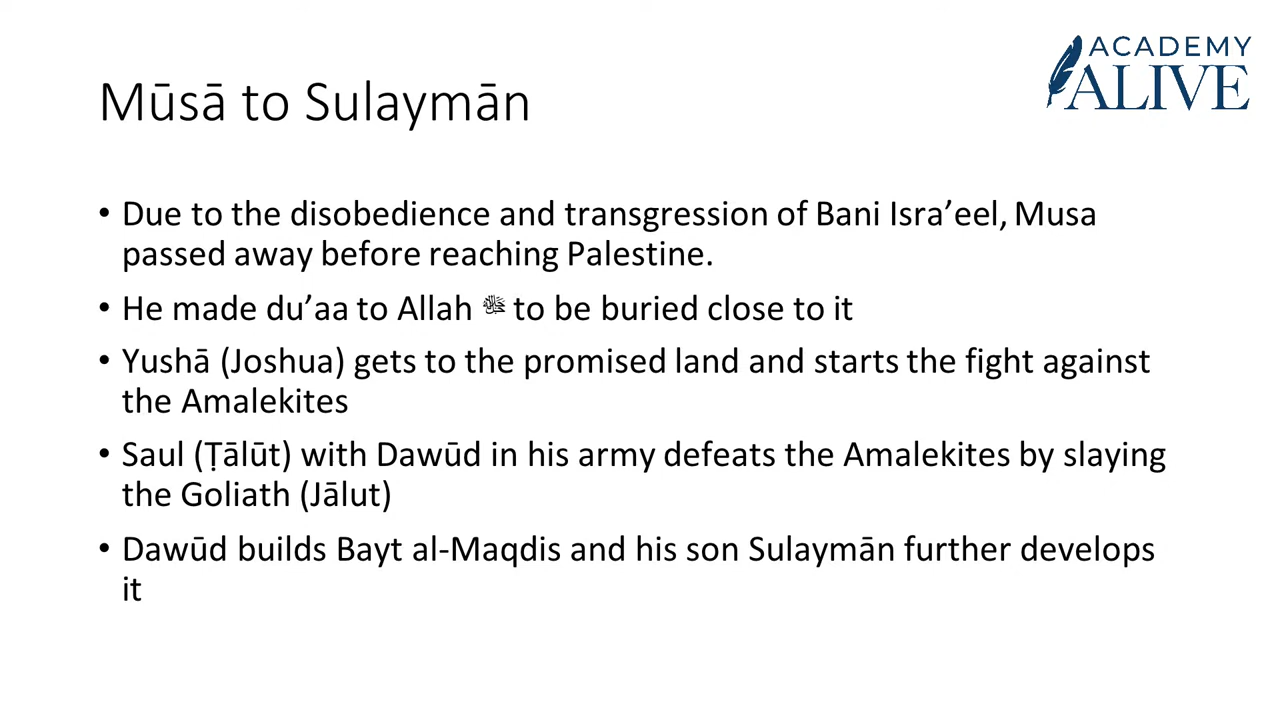 ACADEMY
ALIVE
Mūsā to Sulaymān
• Due to the disobedience and transgression of Bani Isra’eel, Musa
passed away before reaching Palestine.
• He made du’aa to Allah ﷻ to be buried close to it
• Yushā (Joshua) gets to the promised land and starts the fight against
the Amalekites
• Saul (Ṭālūt) with Dawūd in his army defeats the Amalekites by slaying
the Goliath (Jālut)
• Dawūd builds Bayt al-Maqdis and his son Sulaymān further develops
it